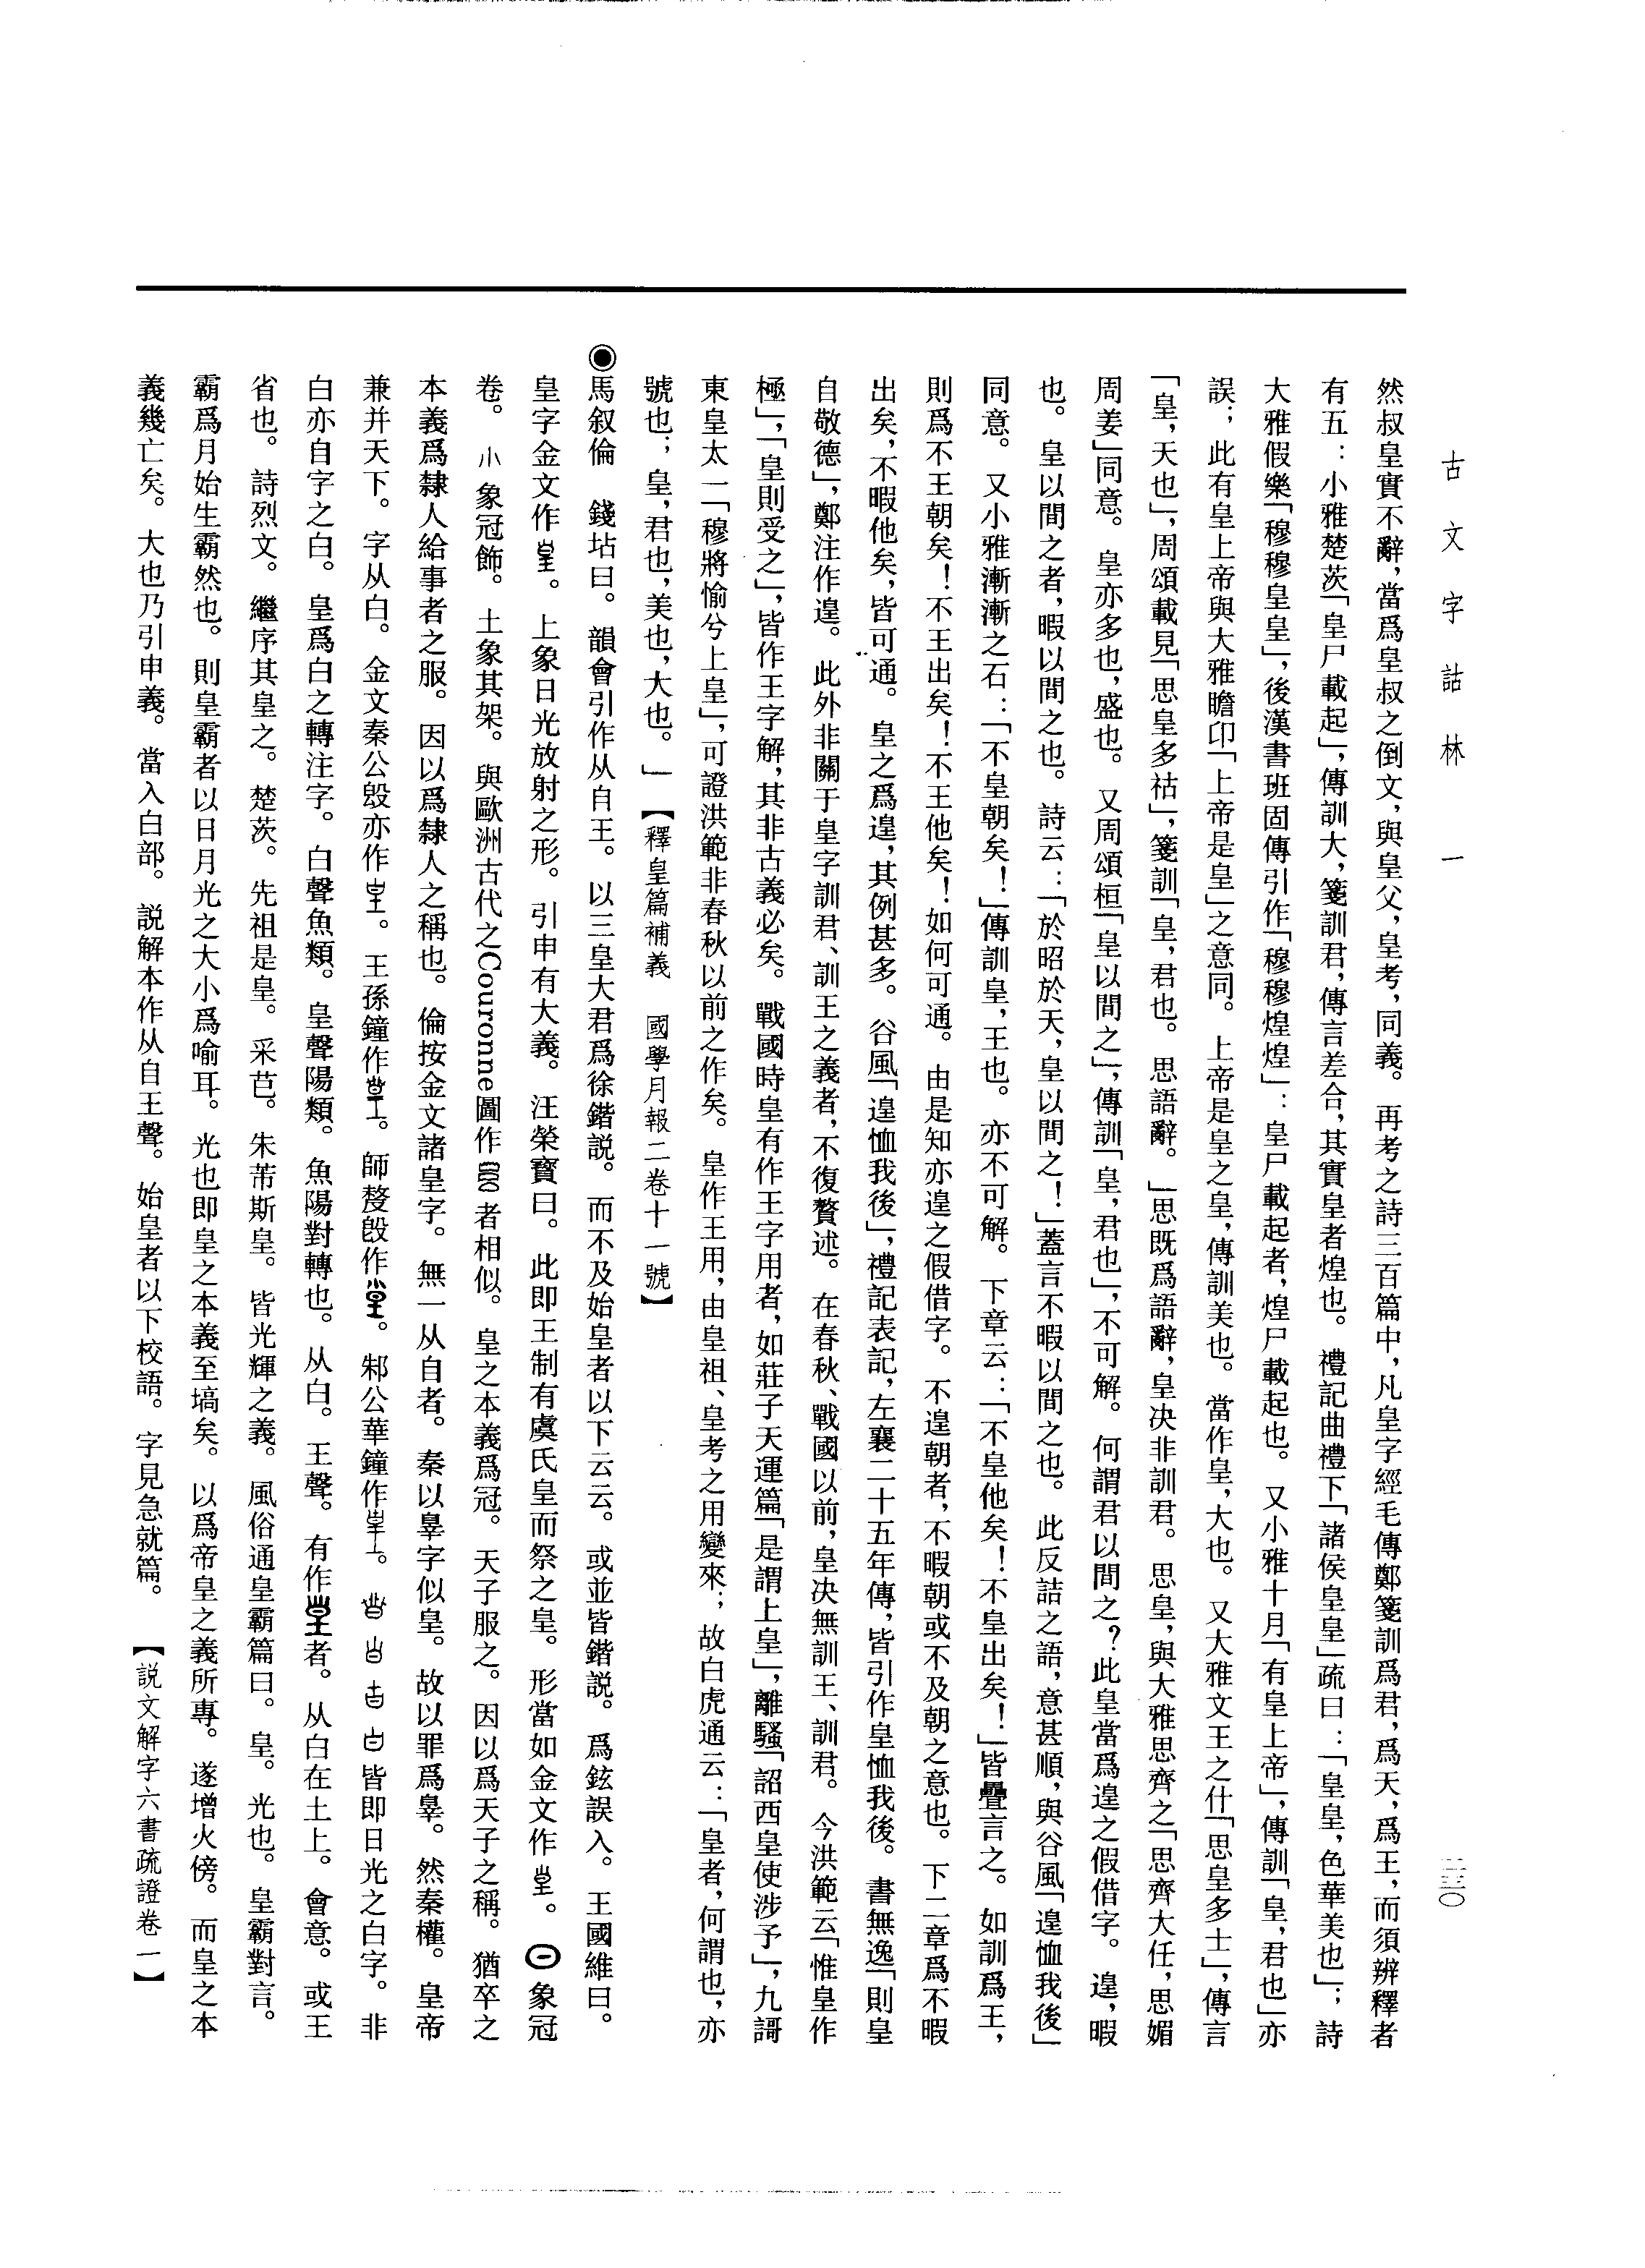 古文字詁林 一
二三〇
然叔皇實不辭，當爲皇叔之倒文，與皇父，皇考，同義。再考之詩三百篇中，凡皇字經毛傳鄭箋訓爲君，爲天，爲王，而須辨釋者
有五：小雅楚茨「皇尸載起」，傳訓大，箋訓君，傳言差合，其實皇者煌也。禮記曲禮下「諸侯皇皇」疏曰：「皇皇，色華美也」；詩
大雅假樂「穆穆皇皇」，後漢書班固傳引作「穆穆煌煌」：皇尸載起者，煌尸載起也。又小雅十月「有皇上帝」，傳訓「皇，君也」亦
誤；此有皇上帝與大雅瞻卬「上帝是皇」之意同。上帝是皇之皇，傳訓美也。當作皇，大也。又大雅文王之什「思皇多士」，傳言
「皇，天也」，周頌載見「思皇多祜」，箋訓「皇，君也。思語辭。」思既爲語辭，皇决非訓君。思皇，與大雅思齊之「思齊大任，思媚
周姜」同意。皇亦多也，盛也。又周頌桓「皇以間之」，傳訓「皇，君也」，不可解。何謂君以間之？此皇當爲遑之假借字。遑，暇
也。皇以間之者，暇以間之也。詩云：「於昭於天，皇以間之！」蓋言不暇以間之也。此反詰之語，意甚順，與谷風「遑恤我後」
同意。又小雅漸漸之石：「不皇朝矣！」傳訓皇，王也。亦不可解。下章云：「不皇他矣！不皇出矣！」皆疊言之。如訓爲王，
則爲不王朝矣！不王出矣！不王他矣！如何可通。由是知亦遑之假借字。不遑朝者，不暇朝或不及朝之意也。下二章爲不暇
出矣，不暇他矣，皆可通。皇之爲遑，其例甚多。谷風「遑恤我後」，禮記表記，左襄二十五年傳，皆引作皇恤我後。書無逸「則皇
自敬德」，鄭注作遑。此外非關于皇字訓君、訓王之義者，不復贅述。在春秋、戰國以前，皇决無訓王、訓君。今洪範云「惟皇作
極」，「皇則受之」，皆作王字解，其非古義必矣。戰國時皇有作王字用者，如莊子天運篇「是謂上皇」，離騷「詔西皇使涉予」，九謌
東皇太一「穆將愉兮上皇」，可證洪範非春秋以前之作矣。皇作王用，由皇祖、皇考之用變來；故白虎通云：「皇者，何謂也，亦
號也；皇，君也，美也，大也。」【釋皇篇補義 國學月報二卷十一號】
◉馬叙倫 錢坫曰。韻會引作从自王。以三皇大君爲徐鍇説。而不及始皇者以下云云。或並皆鍇説。爲鉉誤入。王國維曰。
皇字金文作。上象日光放射之形。引申有大義。汪榮寶曰。此即王制有虞氏皇而祭之皇。形當如金文作。象冠
卷。象冠飾。土象其架。與歐洲古代之Couronne圖作者相似。皇之本義爲冠。天子服之。因以爲天子之稱。猶卒之
本義爲隸人給事者之服。因以爲隸人之稱也。倫按金文諸皇字。無一从自者。秦以辠字似皇。故以罪爲辠。然秦權。皇帝
兼并天下。字从白。金文秦公𣪘亦作。王孫鐘作。師𠭰𣪘作。邾公華鐘作。皆即日光之白字。非
白亦自字之白。皇爲白之轉注字。白聲魚類。皇聲陽類。魚陽對轉也。从白。王聲。有作者。从白在土上。會意。或王
省也。詩烈文。繼序其皇之。楚茨。先祖是皇。采芑。朱芾斯皇。皆光輝之義。風俗通皇霸篇曰。皇。光也。皇霸對言。
霸爲月始生霸然也。則皇霸者以日月光之大小爲喻耳。光也即皇之本義至塙矣。以爲帝皇之義所專。遂增火傍。而皇之本
義幾亡矣。大也乃引申義。當入白部。説解本作从自王聲。始皇者以下校語。字見急就篇。【説文解字六書疏證卷一】